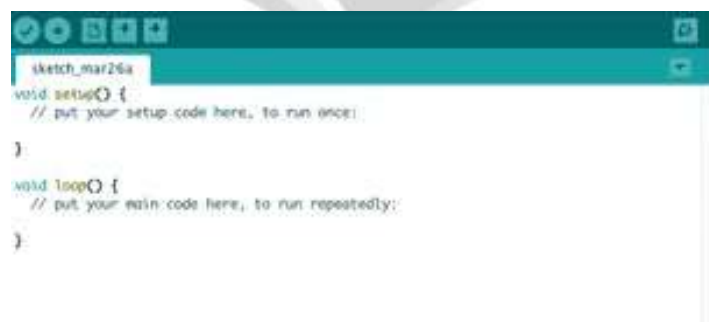 sketch_mar26a
void setup() {
// put your setup code here, to run once:
}
void loop() {
// put your main code here, to run repeatedly:
}